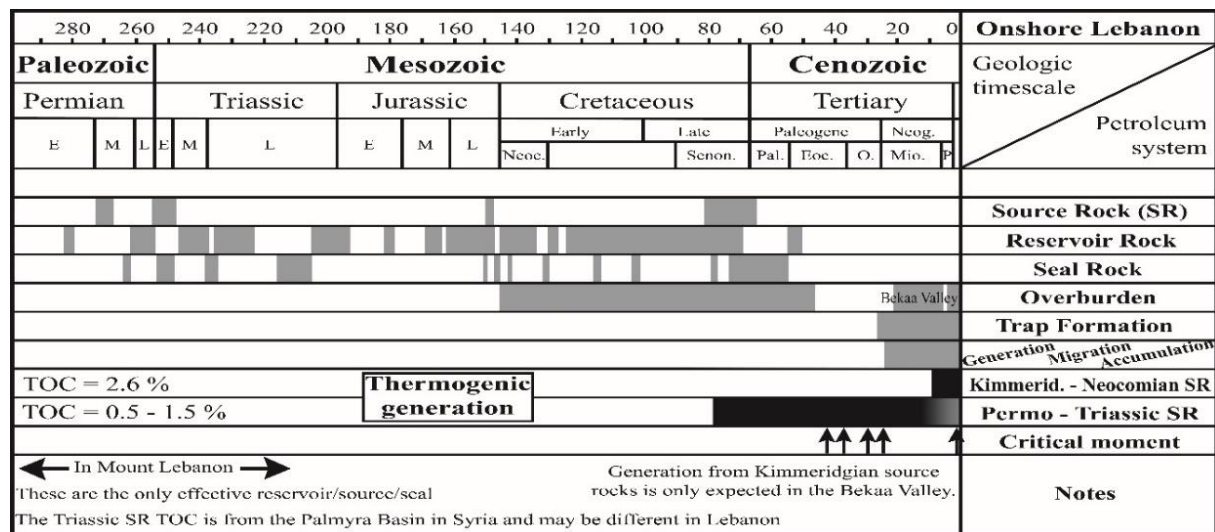 280 260 240 220 200 180 160 140 120 100 80 60 40 20 0 Onshore Lebanon
Paleozoic Mesozoic Cenozoic Geologic timescale
Permian Triassic Jurassic Cretaceous Tertiary
Early Late Paleogene Neog. Petroleum system
E M L E M L E M L Neoc. Senon. Pal. Eoc. O. Mio. P
Source Rock (SR)
Reservoir Rock
Seal Rock
Bekaa Valley Overburden
Trap Formation
Generation Migration Accumulation
TOC = 2.6 % Thermogenic Kimmerid. - Neocomian SR
TOC = 0.5 - 1.5 % generation Permo - Triassic SR
Critical moment
In Mount Lebanon Generation from Kimmeridgian source
These are the only effective reservoir/source/seal rocks is only expected in the Bekaa Valley. Notes
The Triassic SR TOC is from the Palmyra Basin in Syria and may be different in Lebanon